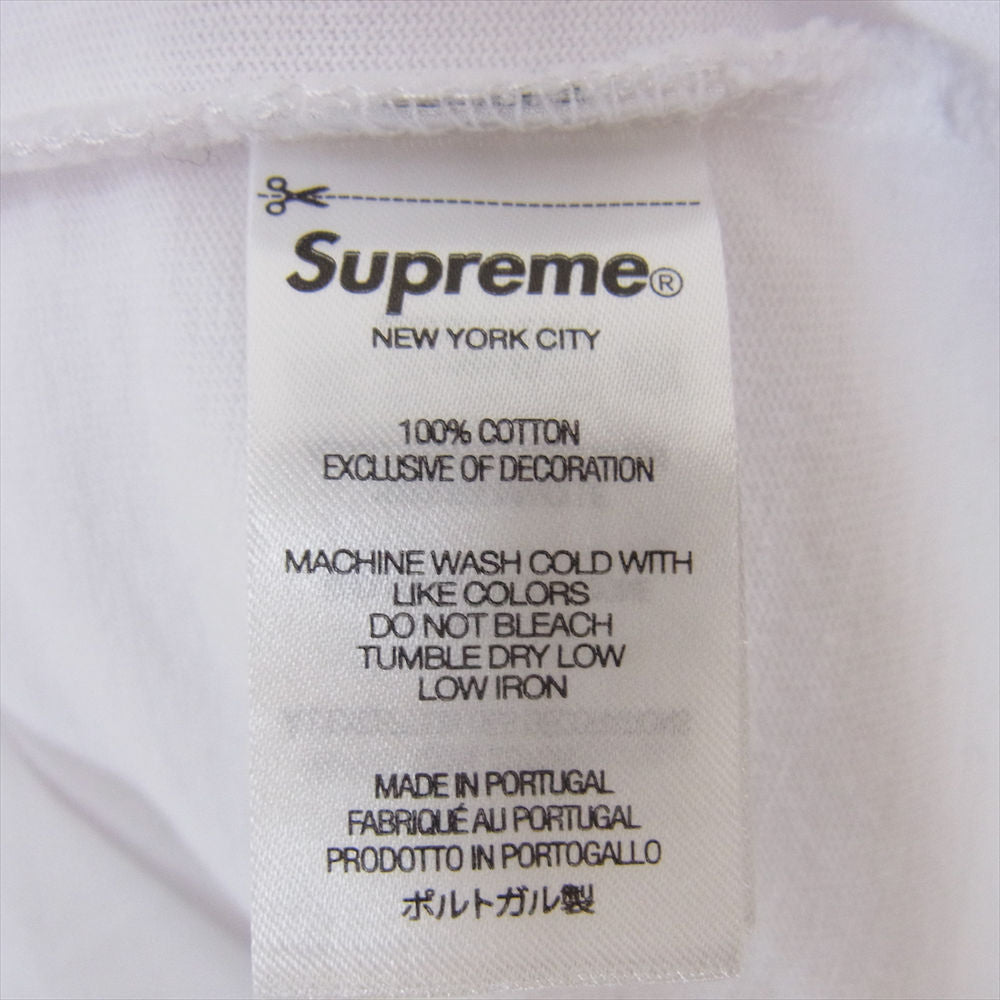 Supreme®
NEW YORK CITY
100% COTTON
EXCLUSIVE OF DECORATION
MACHINE WASH COLD WITH
LIKE COLORS
DO NOT BLEACH
TUMBLE DRY LOW
LOW IRON
MADE IN PORTUGAL
FABRIQUÉ AU PORTUGAL
PRODOTTO IN PORTOGALLO
ポルトガル製